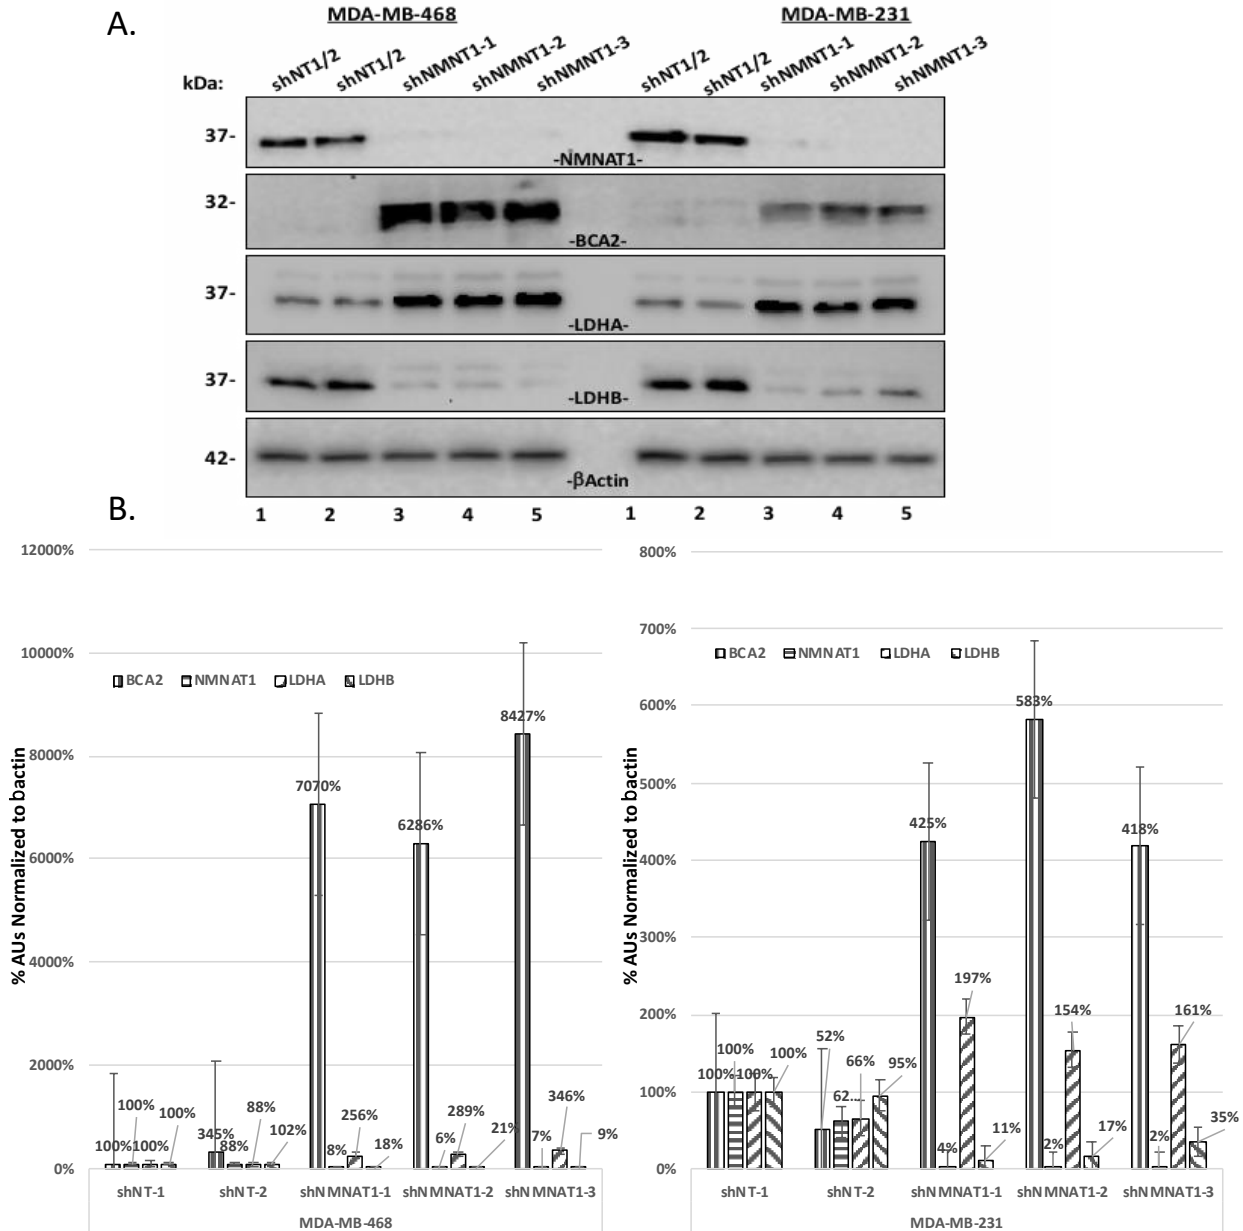 A.
MDA-MB-468 MDA-MB-231
kDa: shNT1/2 shNT1/2 shNMNT1-1 shNMNT1-2 shNMNT1-3 shNT1/2 shNT1/2 shNMNT1-1 shNMNT1-2 shNMNT1-3
37-
-NMNAT1-
32-
-BCA2-
37-
-LDHA-
37-
-LDHB-
42-
-βActin
1 2 3 4 5 1 2 3 4 5
B.
% AUs Normalized to bactin
12000%
10000%
8000%
6000%
4000%
2000%
0%
BCA2 NMNAT1 LDHA LDHB
100% 100% 100% 100%
345% 88% 88% 102%
7070% 8% 256% 18%
6286% 6% 289% 21%
8427% 7% 346% 9%
shNT-1 shNT-2 shNMNAT1-1 shNMNAT1-2 shNMNAT1-3
MDA-MB-468
% AUs Normalized to bactin
800%
700%
600%
500%
400%
300%
200%
100%
0%
BCA2 NMNAT1 LDHA LDHB
100% 100% 100% 100%
52% 62... 66% 95%
425% 4% 197% 11%
583% 2% 154% 17%
418% 2% 161% 35%
shNT-1 shNT-2 shNMNAT1-1 shNMNAT1-2 shNMNAT1-3
MDA-MB-231